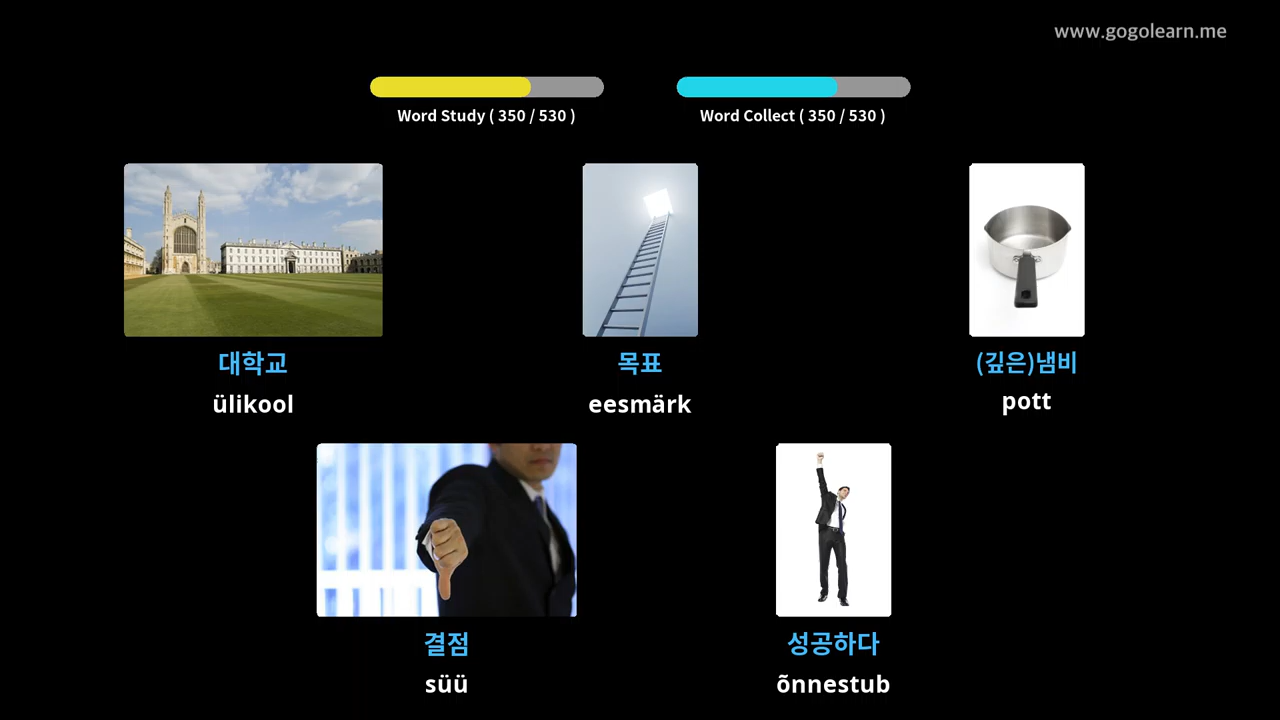 www.gogolearn.me
Word Study ( 350 / 530 )
Word Collect ( 350 / 530 )
대학교
ülikool
목표
eesmärk
(깊은)냄비
pott
결점
süü
성공하다
õnnestub